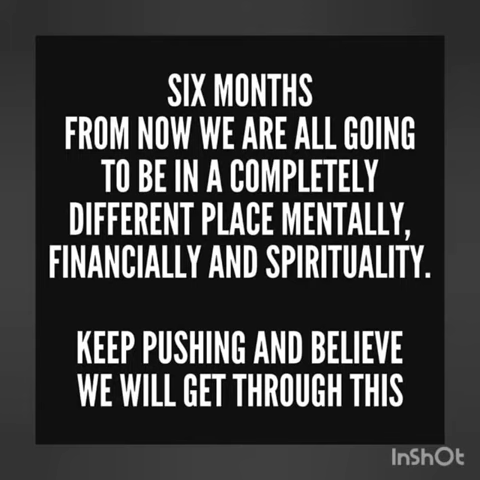 SIX MONTHS
FROM NOW WE ARE ALL GOING
TO BE IN A COMPLETELY
DIFFERENT PLACE MENTALLY,
FINANCIALLY AND SPIRITUALITY.
KEEP PUSHING AND BELIEVE
WE WILL GET THROUGH THIS
InShOt